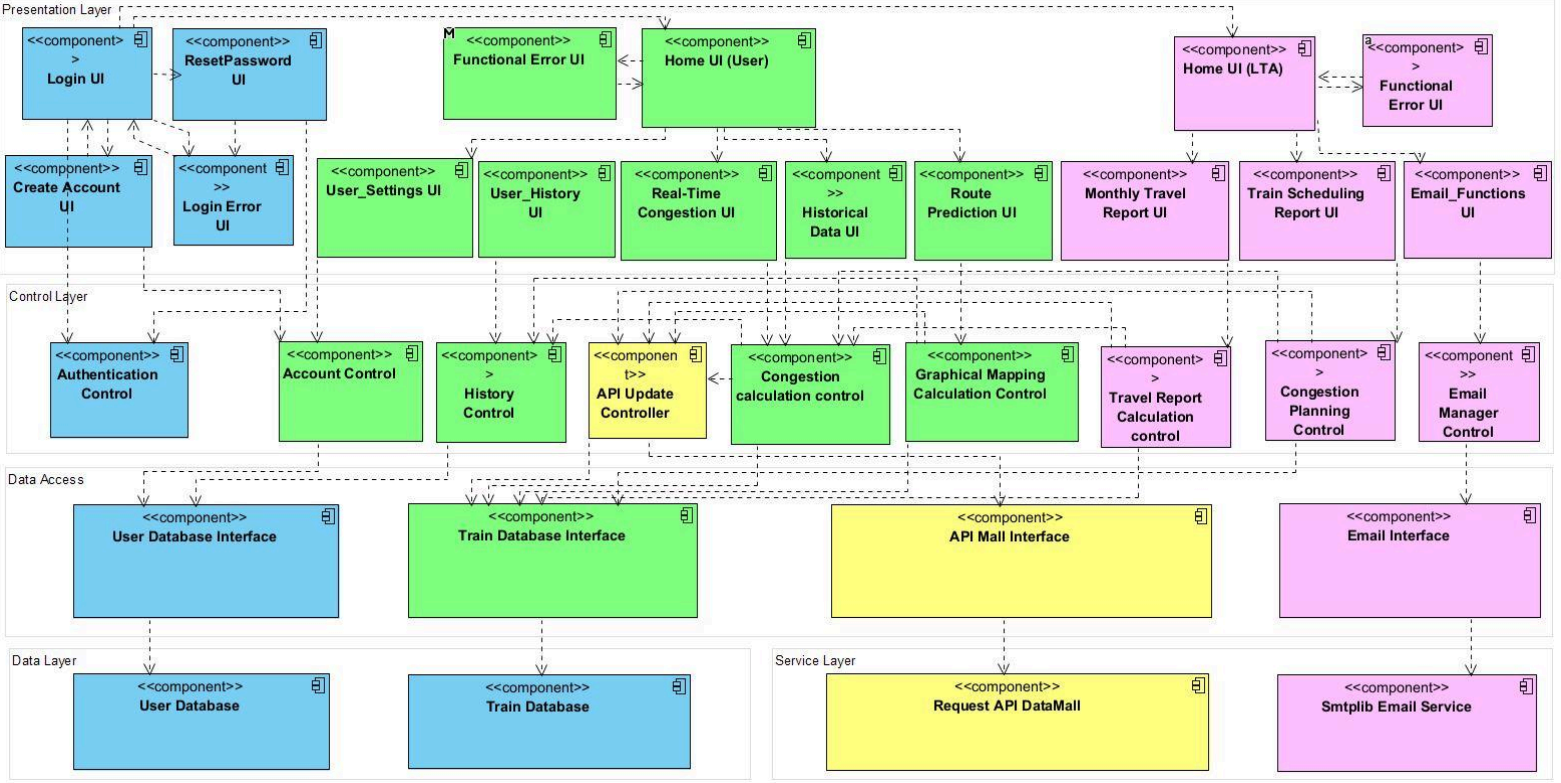 Presentation Layer
<<component>
>
Login UI
<<component>>
ResetPassword
UI
M
<<component>>
Functional Error UI
<<component>>
Home UI (User)
<<component>>
Home UI (LTA)
a
<<component>
>
Functional
Error UI
<<component>>
Create Account
UI
<<component
>>
Login Error
UI
<<component>>
User_Settings UI
<<component>>
User_History
UI
<<component>>
Real-Time
Congestion UI
<<component
>>
Historical
Data UI
<<component>>
Route
Prediction UI
<<component>>
Monthly Travel
Report UI
<<component>>
Train Scheduling
Report UI
<<component>>
Email_Functions
UI
Control Layer
<<component>>
Authentication
Control
<<component>>
Account Control
<<component>
>
History
Control
<<componen
t>>
API Update
Controller
<<component>>
Congestion
calculation control
<<component>>
Graphical Mapping
Calculation Control
<<component>
>
Travel Report
Calculation
control
<<component>
>
Congestion
Planning
Control
<<component
>>
Email
Manager
Control
Data Access
<<component>>
User Database Interface
<<component>>
Train Database Interface
<<component>>
API Mall Interface
<<component>>
Email Interface
Data Layer
<<component>>
User Database
<<component>>
Train Database
Service Layer
<<component>>
Request API DataMall
<<component>>
Smtplib Email Service